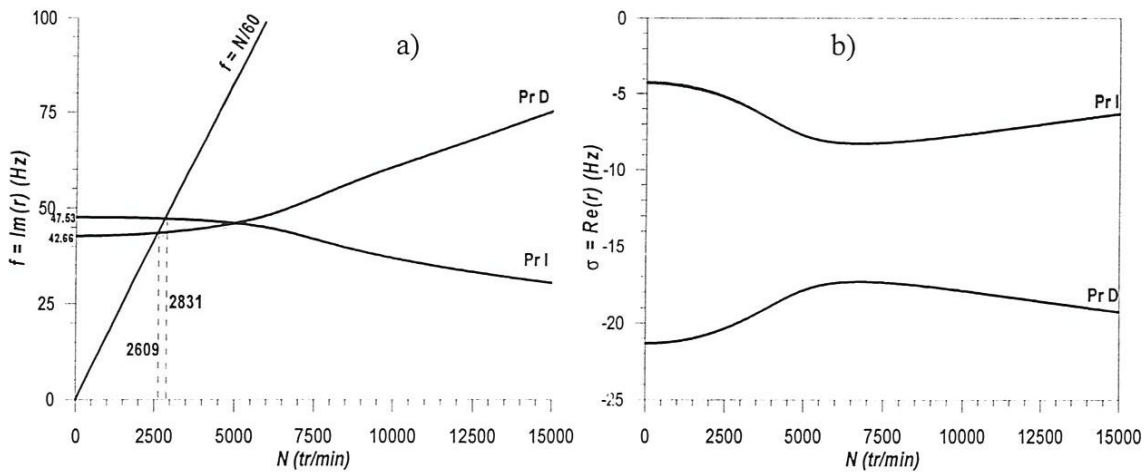 a)
100
75
50
47.53
42.66
25
0
f = Im(r) (Hz)
f = N/60
Pr D
Pr I
2831
2609
0 2500 5000 7500 10000 12500 15000
N (tr/min)
b)
0
-5
-10
-15
-20
-25
σ = Re(r) (Hz)
Pr I
Pr D
0 2500 5000 7500 10000 12500 15000
N (tr/min)